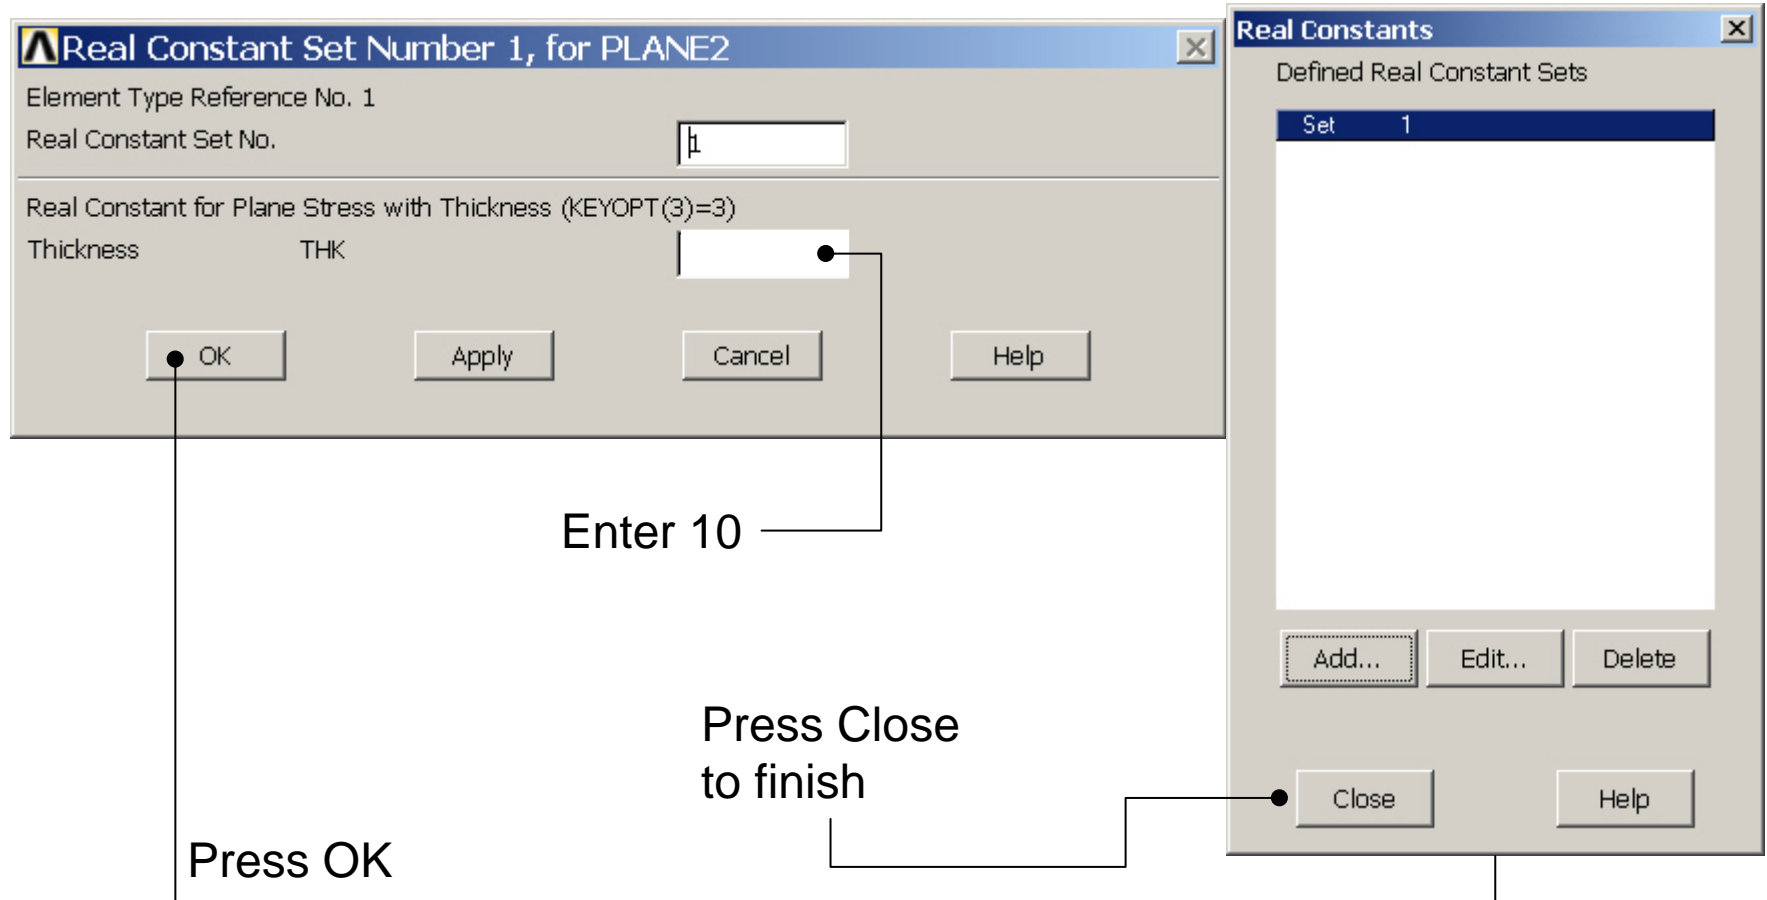 Real Constant Set Number 1, for PLANE2
Element Type Reference No. 1
Real Constant Set No. 1
Real Constant for Plane Stress with Thickness (KEYOPT(3)=3)
Thickness THK
OK Apply Cancel Help
Enter 10
Press OK
Press Close
to finish
Real Constants
Defined Real Constant Sets
Set 1
Add... Edit... Delete
Close Help